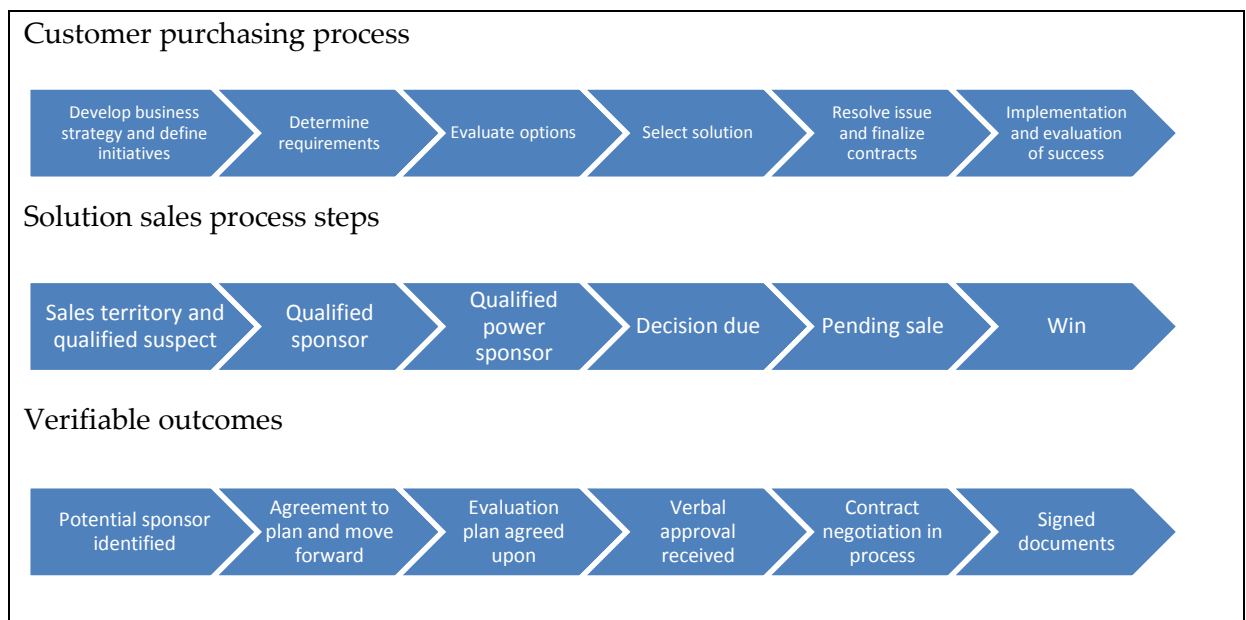 Customer purchasing process
Develop business
strategy and define
initiatives
Determine
requirements
Evaluate options
Select solution
Resolve issue
and finalize
contracts
Implementation
and evaluation
of success
Solution sales process steps
Sales territory and
qualified suspect
Qualified
sponsor
Qualified
power
sponsor
Decision due
Pending sale
Win
Verifiable outcomes
Potential sponsor
identified
Agreement to
plan and move
forward
Evaluation
plan agreed
upon
Verbal
approval
received
Contract
negotiation in
process
Signed
documents